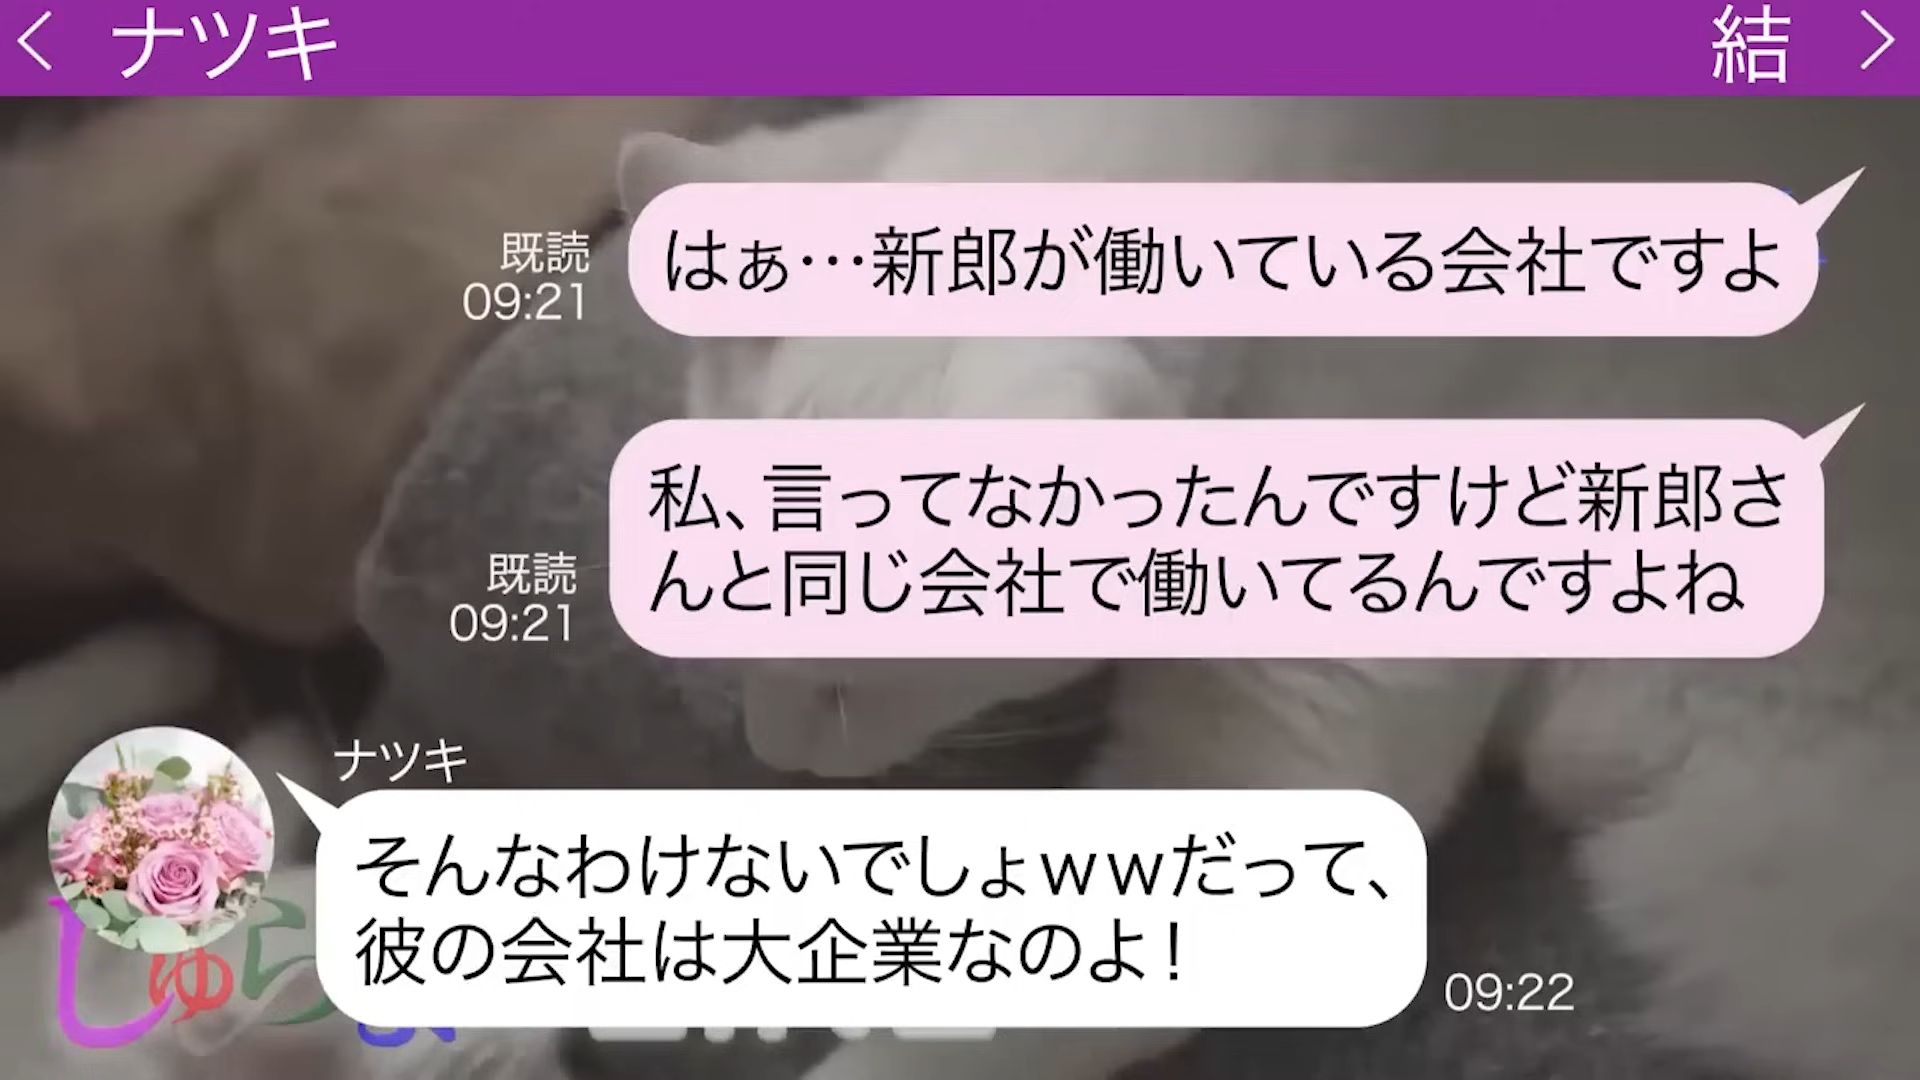 ナツキ
結
はぁ…新郎が働いている会社ですよ
既読
09:21
私、言ってなかったんですけど新郎さ
んと同じ会社で働いてるんですよね
既読
09:21
ナツキ
そんなわけないでしょｗｗだって、
彼の会社は大企業なのよ！
09:22
しゅら